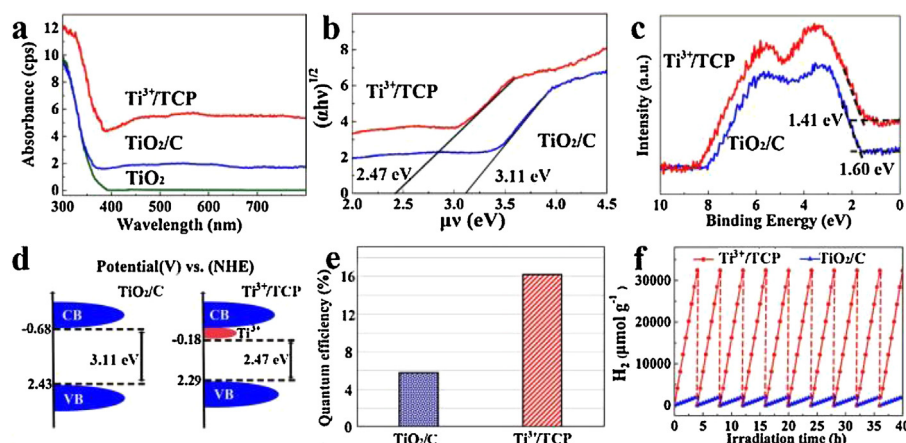 a
Absorbance (cps)
12
10
8
6
4
2
0
Ti³⁺/TCP
TiO₂/C
TiO₂
300 400 500 600 700
Wavelength (nm)
b
(αhν)¹ᐟ²
8
6
4
2
0
Ti³⁺/TCP
TiO₂/C
2.47 eV
3.11 eV
2.0 2.5 3.0 3.5 4.0 4.5
μν (eV)
c
Intensity (a.u.)
Ti³⁺/TCP
TiO₂/C
1.41 eV
1.60 eV
10 8 6 4 2 0
Binding Energy (eV)
d
Potential(V) vs. (NHE)
TiO₂/C Ti³⁺/TCP
CB CB
Ti³⁺
-0.68 -0.18
3.11 eV 2.47 eV
2.43 2.29
VB VB
e
Quantum efficiency (%)
16
12
8
4
0
TiO₂/C Ti³⁺/TCP
f
Ti³⁺/TCP TiO₂/C
H₂ (μmol g⁻¹)
30000
20000
10000
0
0 5 10 15 20 25 30 35 40
Irradiation time (h)